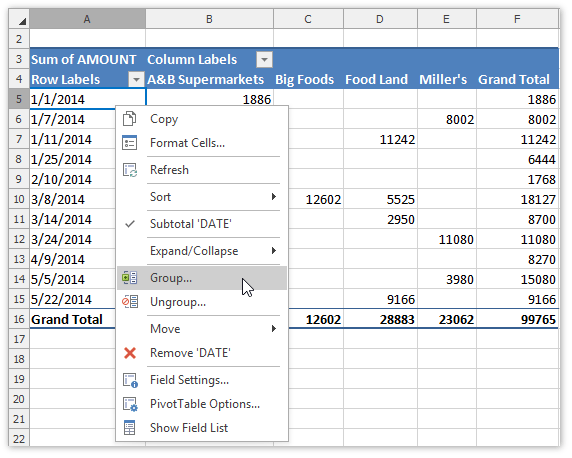 A B C D E F
2
3 Sum of AMOUNT Column Labels
4 Row Labels A&B Supermarkets Big Foods Food Land Miller's Grand Total
5 1/1/2014 1886 1886
Copy
6 1/7/2014 8002 8002
Format Cells...
7 1/11/2014 11242 11242
8 1/25/2014 6444
Refresh
9 2/10/2014 1768
Sort
10 3/8/2014 12602 5525 18127
11 3/14/2014 2950 8700
Subtotal 'DATE'
12 3/24/2014 11080 11080
Expand/Collapse
13 4/9/2014 8270
Group...
14 5/5/2014 3980 15080
Ungroup...
15 5/22/2014 9166 9166
16 Grand Total 12602 28883 23062 99765
Move
17
Remove 'DATE'
18
Field Settings...
19
PivotTable Options...
20
21
Show Field List
22